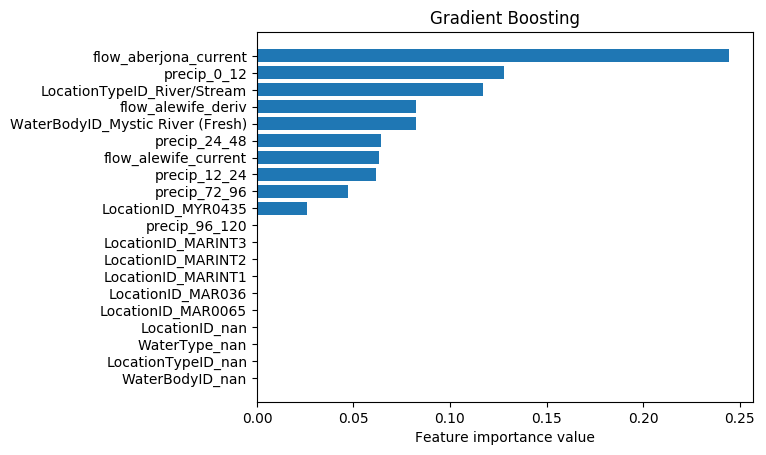 Gradient Boosting
flow_aberjona_current
precip_0_12
LocationTypeID_River/Stream
flow_alewife_deriv
WaterBodyID_Mystic River (Fresh)
precip_24_48
flow_alewife_current
precip_12_24
precip_72_96
LocationID_MYR0435
precip_96_120
LocationID_MARINT3
LocationID_MARINT2
LocationID_MARINT1
LocationID_MAR036
LocationID_MAR0065
LocationID_nan
WaterType_nan
LocationTypeID_nan
WaterBodyID_nan
0.00 0.05 0.10 0.15 0.20 0.25
Feature importance value